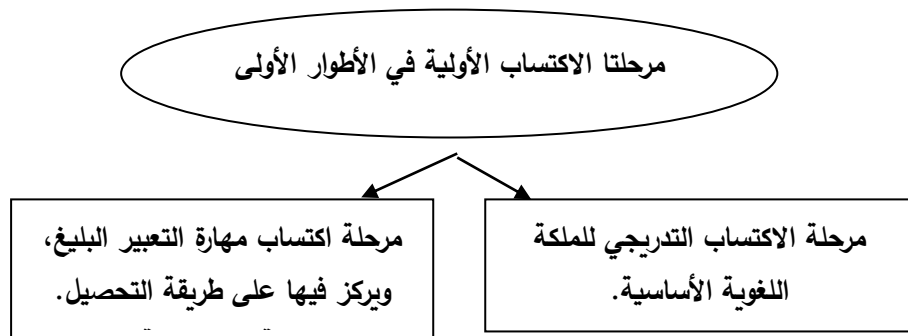 مرحلتا الاكتساب الأولية في الأطوار الأولى
مرحلة الاكتساب التدريجي للملكة
اللغوية الأساسية.
مرحلة اكتساب مهارة التعبير البليغ،
ويركز فيها على طريقة التحصيل.